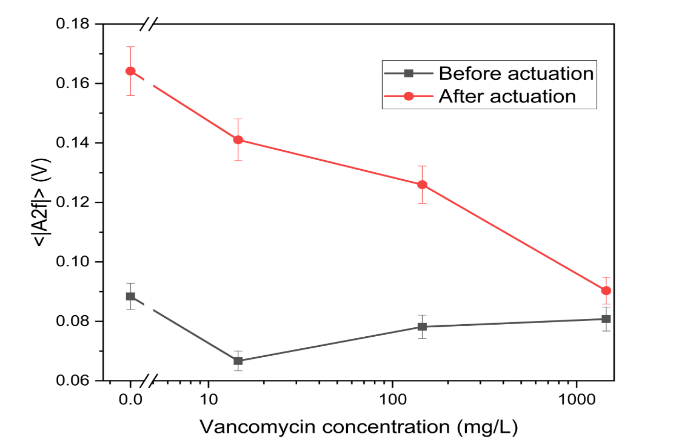 0.18
0.16
0.14
0.12
0.10
0.08
0.06
<|A2f|> (V)
Before actuation
After actuation
0.0 10 100 1000
Vancomycin concentration (mg/L)